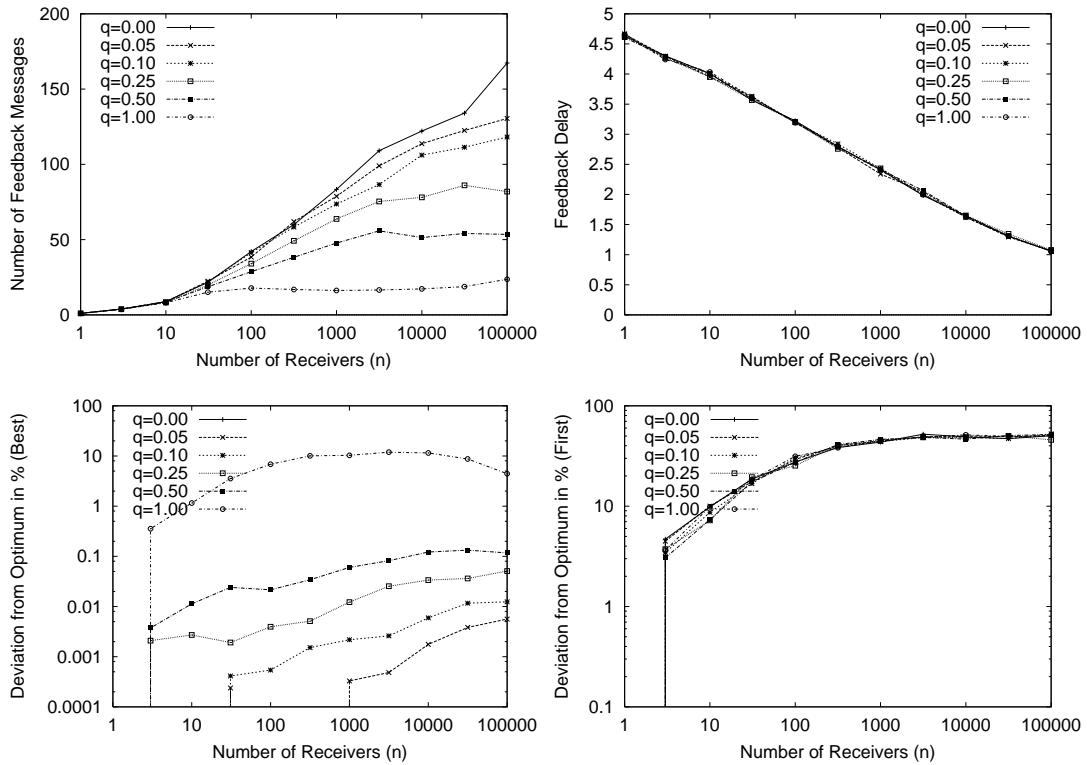 Number of Feedback Messages
200
150
100
50
0
q=0.00
q=0.05
q=0.10
q=0.25
q=0.50
q=1.00
1 10 100 1000 10000 100000
Number of Receivers (n)
Feedback Delay
5
4.5
4
3.5
3
2.5
2
1.5
1
0.5
0
q=0.00
q=0.05
q=0.10
q=0.25
q=0.50
q=1.00
1 10 100 1000 10000 100000
Number of Receivers (n)
Deviation from Optimum in % (Best)
100
10
1
0.1
0.01
0.001
0.0001
q=0.00
q=0.05
q=0.10
q=0.25
q=0.50
q=1.00
1 10 100 1000 10000 100000
Number of Receivers (n)
Deviation from Optimum in % (First)
100
10
1
0.1
q=0.00
q=0.05
q=0.10
q=0.25
q=0.50
q=1.00
1 10 100 1000 10000 100000
Number of Receivers (n)